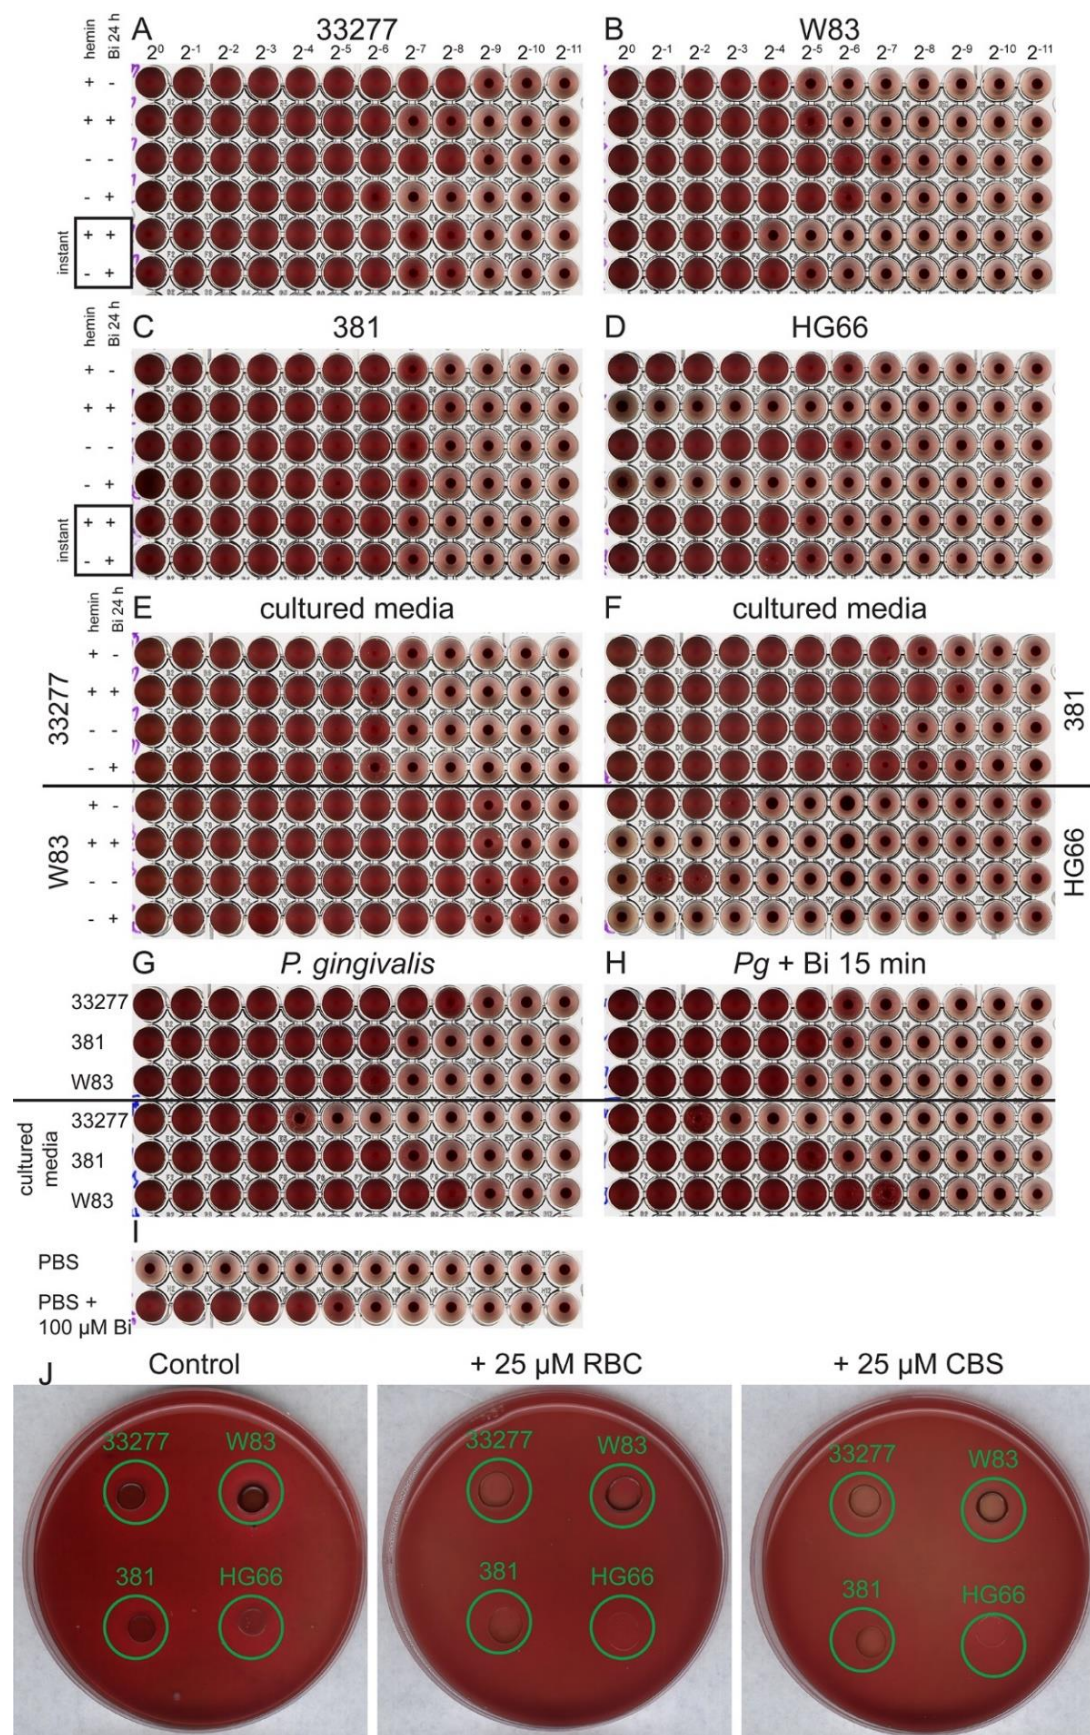 A 33277
hemin
Bi 24 h
2⁰ 2⁻¹ 2⁻² 2⁻³ 2⁻⁴ 2⁻⁵ 2⁻⁶ 2⁻⁷ 2⁻⁸ 2⁻⁹ 2⁻¹⁰ 2⁻¹¹
B W83
2⁰ 2⁻¹ 2⁻² 2⁻³ 2⁻⁴ 2⁻⁵ 2⁻⁶ 2⁻⁷ 2⁻⁸ 2⁻⁹ 2⁻¹⁰ 2⁻¹¹
+ -
+ +
- -
- +
instant
+ +
- +
C 381
hemin
Bi 24 h
D HG66
+ -
+ +
- -
- +
instant
+ +
- +
E cultured media
hemin
Bi 24 h
F cultured media
33277
+ -
+ +
- -
- +
381
W83
+ -
+ +
- -
- +
HG66
G P. gingivalis
H Pg + Bi 15 min
33277
381
W83
cultured
media
33277
381
W83
I
PBS
PBS +
100 µM Bi
J Control
+ 25 µM RBC
+ 25 µM CBS
33277 W83
381 HG66
33277 W83
381 HG66
33277 W83
381 HG66